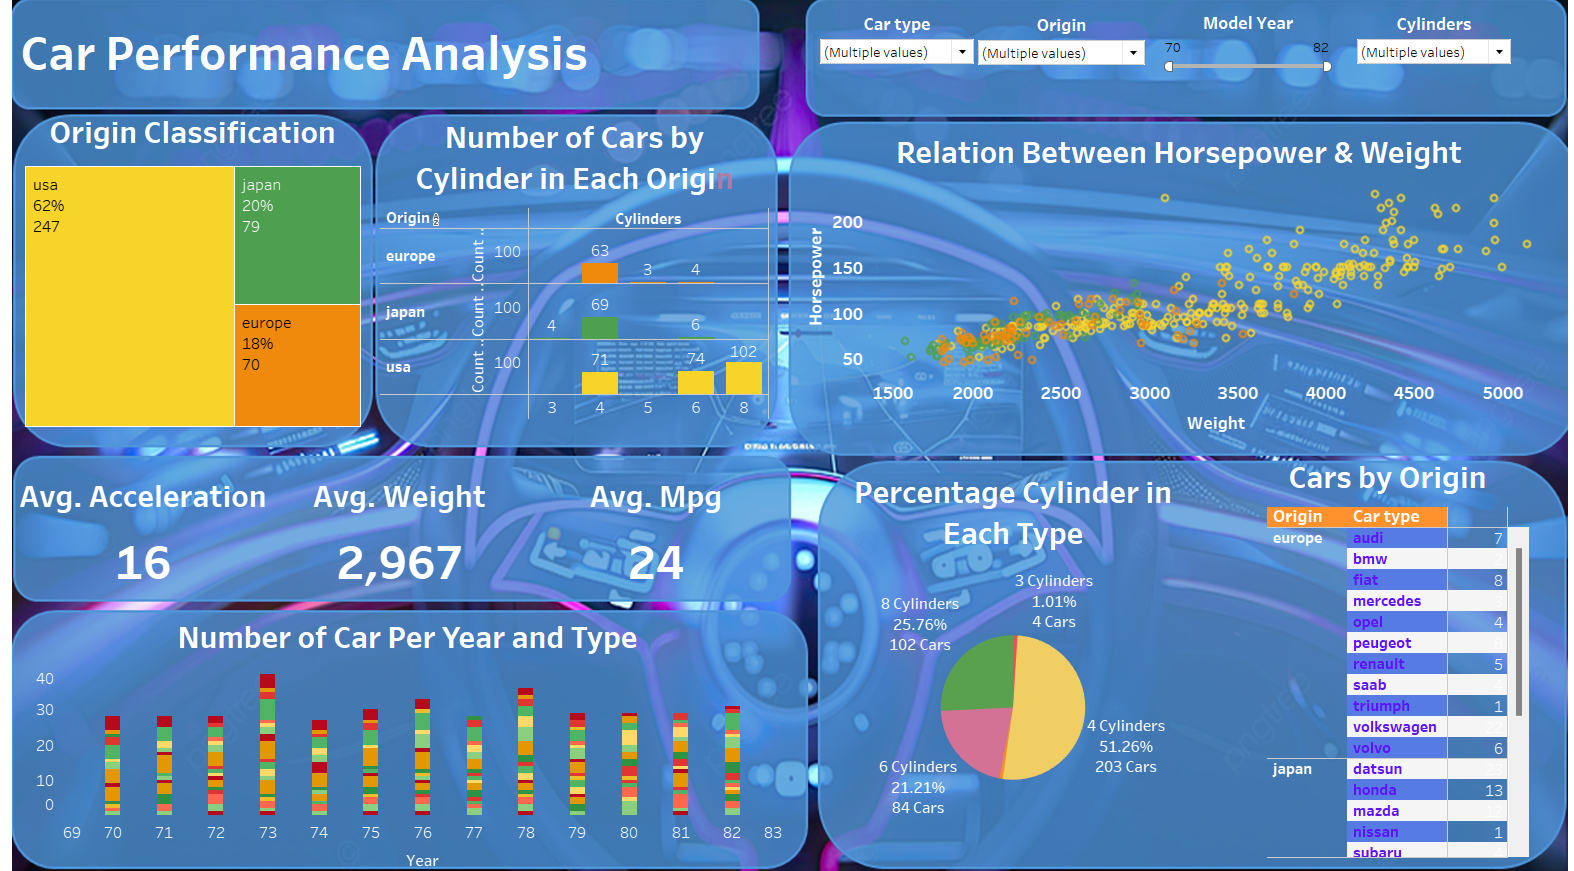 Car Performance Analysis
Car type
Origin
Model Year
Cylinders
(Multiple values)
(Multiple values)
70
82
(Multiple values)
Origin Classification
usa
62%
247
japan
20%
79
europe
18%
70
Number of Cars by
Cylinder in Each Origin
Origin
Cylinders
europe
Count ..
100
63
3
4
japan
Count ..
100
4
69
6
usa
Count ..
100
71
74
102
3
4
5
6
8
Relation Between Horsepower & Weight
Horsepower
200
150
100
50
1500
2000
2500
3000
3500
4000
4500
5000
Weight
Avg. Acceleration
16
Avg. Weight
2,967
Avg. Mpg
24
Number of Car Per Year and Type
40
30
20
10
0
69
70
71
72
73
74
75
76
77
78
79
80
81
82
83
Year
Percentage Cylinder in
Each Type
3 Cylinders
1.01%
4 Cars
8 Cylinders
25.76%
102 Cars
4 Cylinders
51.26%
203 Cars
6 Cylinders
21.21%
84 Cars
Cars by Origin
Origin Car type
europe audi 7
bmw
fiat 8
mercedes
opel 4
peugeot
renault 5
saab
triumph 1
volkswagen
volvo 6
japan datsun
honda 13
mazda
nissan 1
subaru